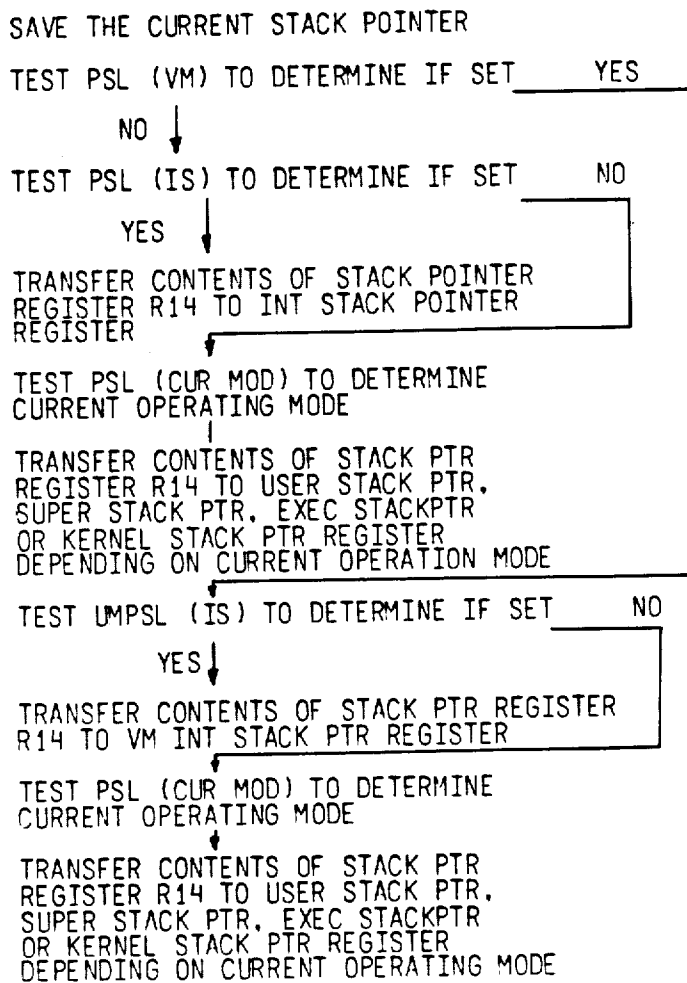 SAVE THE CURRENT STACK POINTER
TEST PSL (VM) TO DETERMINE IF SET YES
NO
TEST PSL (IS) TO DETERMINE IF SET NO
YES
TRANSFER CONTENTS OF STACK POINTER
REGISTER R14 TO INT STACK POINTER
REGISTER
TEST PSL (CUR MOD) TO DETERMINE
CURRENT OPERATING MODE
TRANSFER CONTENTS OF STACK PTR
REGISTER R14 TO USER STACK PTR,
SUPER STACK PTR, EXEC STACKPTR
OR KERNEL STACK PTR REGISTER
DEPENDING ON CURRENT OPERATION MODE
TEST UMPSL (IS) TO DETERMINE IF SET NO
YES
TRANSFER CONTENTS OF STACK PTR REGISTER
R14 TO VM INT STACK PTR REGISTER
TEST PSL (CUR MOD) TO DETERMINE
CURRENT OPERATING MODE
TRANSFER CONTENTS OF STACK PTR
REGISTER R14 TO USER STACK PTR,
SUPER STACK PTR, EXEC STACKPTR
OR KERNEL STACK PTR REGISTER
DEPENDING ON CURRENT OPERATING MODE